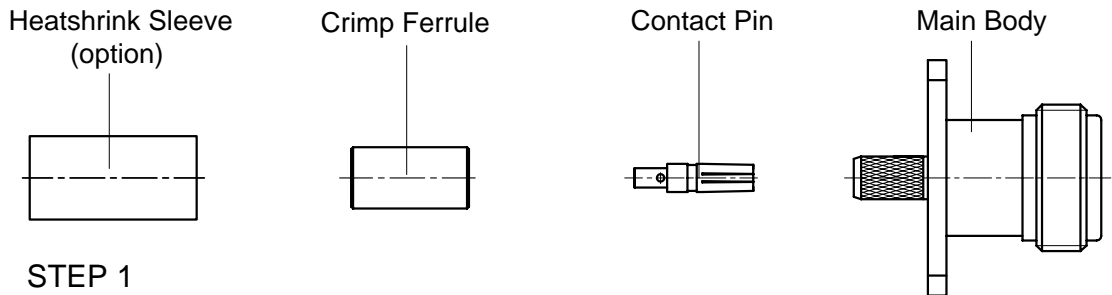 Heatshrink Sleeve
(option)
Crimp Ferrule
Contact Pin
Main Body
STEP 1